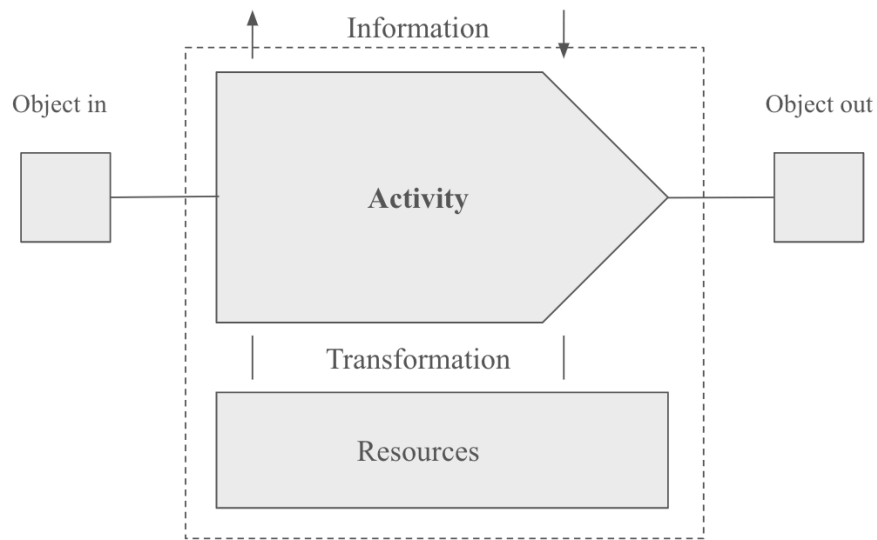 Information
Object in
Object out
Activity
Transformation
Resources